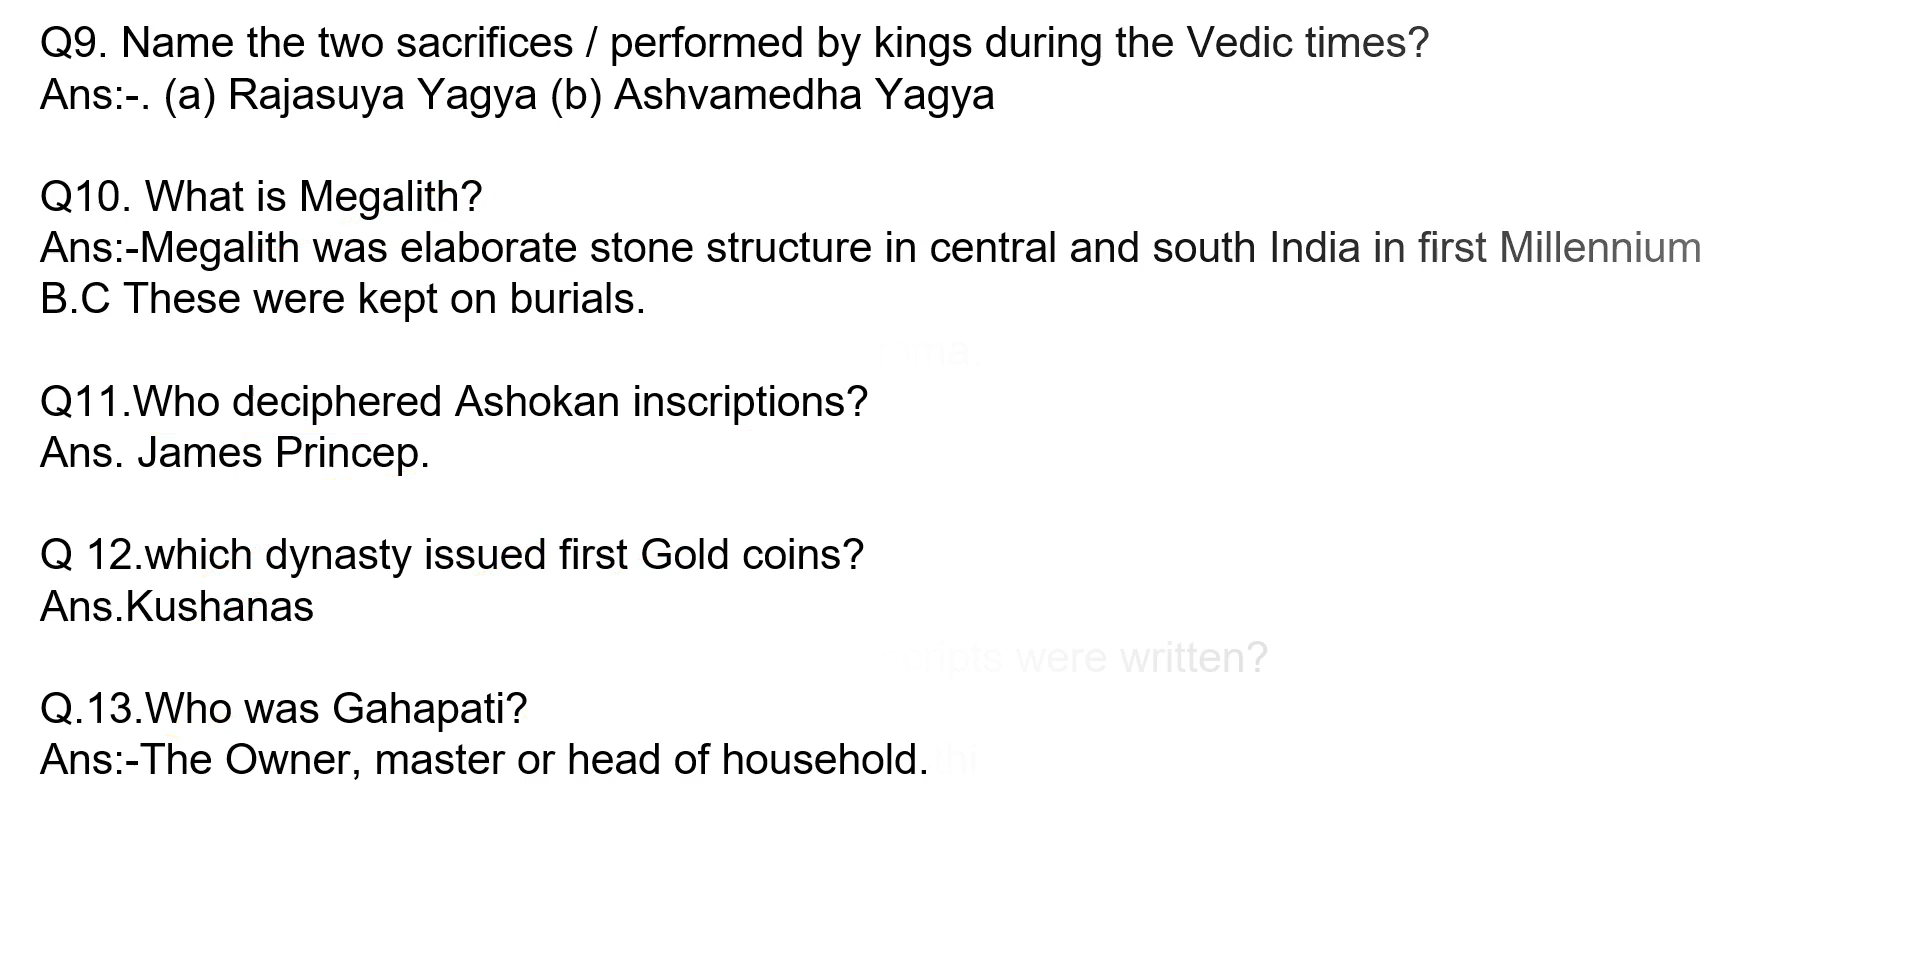 Q9. Name the two sacrifices / performed by kings during the Vedic times?
Ans:-. (a) Rajasuya Yagya (b) Ashvamedha Yagya
Q10. What is Megalith?
Ans:-Megalith was elaborate stone structure in central and south India in first Millennium
B.C These were kept on burials.
Q11.Who deciphered Ashokan inscriptions?
Ans. James Princep.
Q 12.which dynasty issued first Gold coins?
Ans.Kushanas
were written?
Q.13.Who was Gahapati?
Ans:-The Owner, master or head of household.